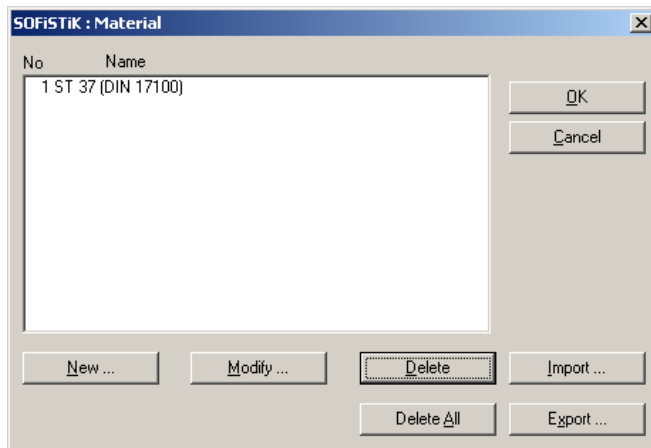 SOFiSTiK : Material
No Name
1 ST 37 (DIN 17100)
OK
Cancel
New ... Modify ... Delete Import ...
Delete All Export ...